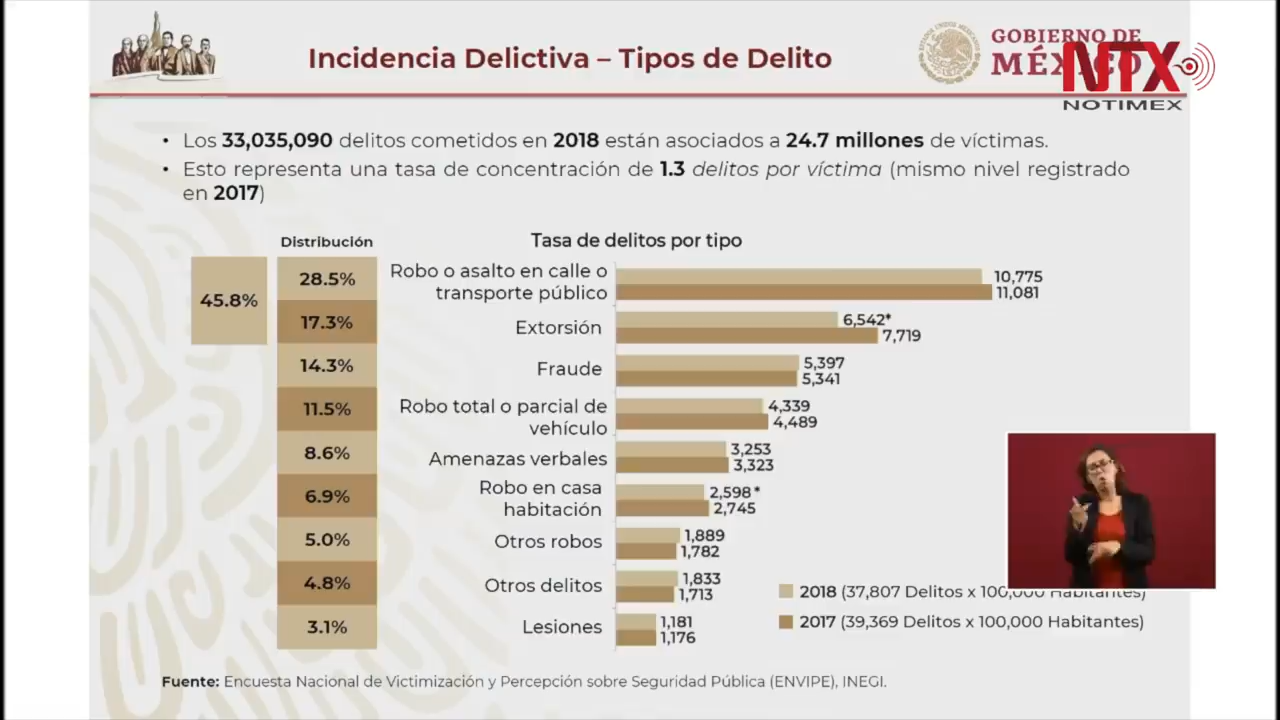 Incidencia Delictiva – Tipos de Delito
GOBIERNO DE
MÉXICO
NTX
NOTIMEX
• Los 33,035,090 delitos cometidos en 2018 están asociados a 24.7 millones de víctimas.
• Esto representa una tasa de concentración de 1.3 delitos por víctima (mismo nivel registrado
en 2017)
Distribución
Tasa de delitos por tipo
45.8%
28.5%
Robo o asalto en calle o
transporte público
10,775
11,081
17.3%
Extorsión
6,542*
7,719
14.3%
Fraude
5,397
5,341
11.5%
Robo total o parcial de
vehículo
4,339
4,489
8.6%
Amenazas verbales
3,253
3,323
6.9%
Robo en casa
habitación
2,598*
2,745
5.0%
Otros robos
1,889
1,782
4.8%
Otros delitos
1,833
1,713
3.1%
Lesiones
1,181
1,176
2018 (37,807 Delitos x 100,000 Habitantes)
2017 (39,369 Delitos x 100,000 Habitantes)
Fuente: Encuesta Nacional de Victimización y Percepción sobre Seguridad Pública (ENVIPE), INEGI.